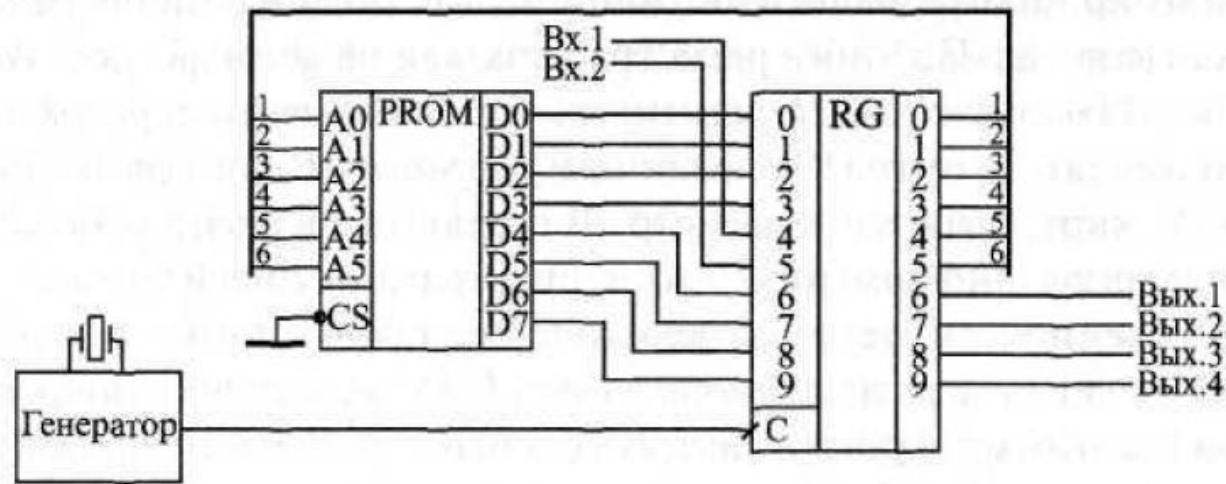 Вх.1
Вх.2
1 A0 PROM D0 0 RG 0 1
2 A1 D1 1 1 2
3 A2 D2 2 2 3
4 A3 D3 3 3 4
5 A4 D4 4 4 5
6 A5 D5 5 5 6
CS D6 6 6 Вых.1
D7 7 7 Вых.2
8 8 Вых.3
9 9 Вых.4
Генератор C